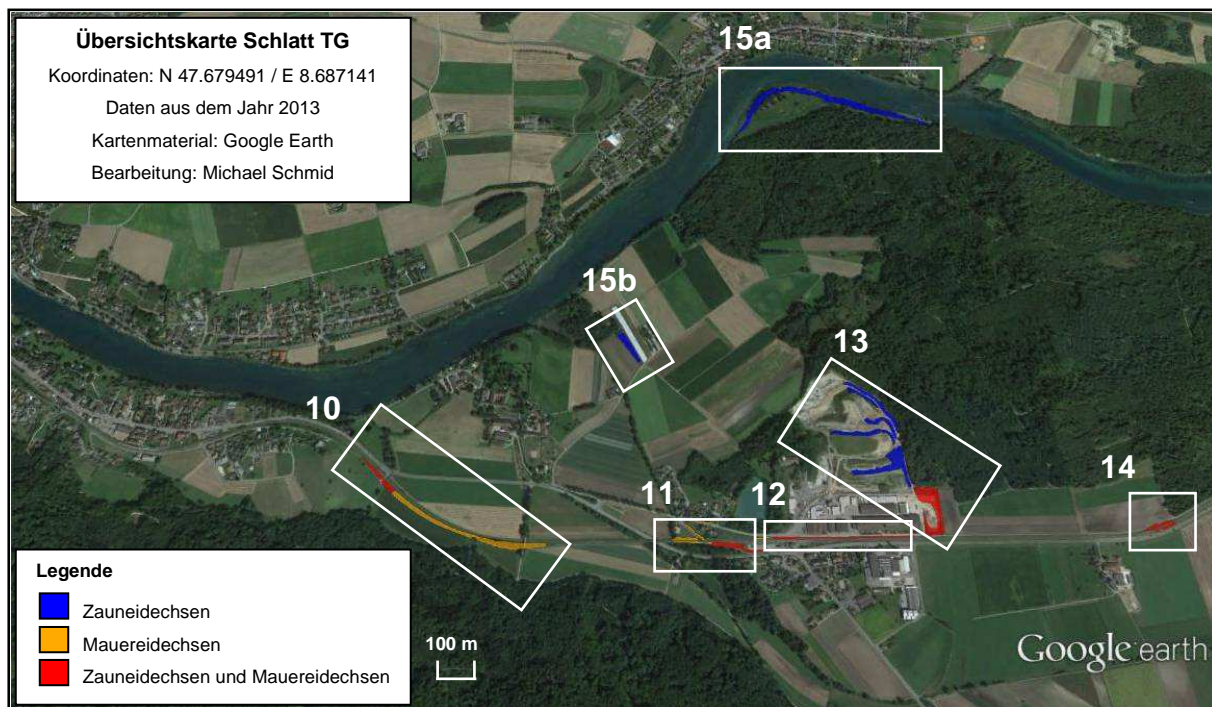 Übersichtskarte Schlatt TG
Koordinaten: N 47.679491 / E 8.687141
Daten aus dem Jahr 2013
Kartenmaterial: Google Earth
Bearbeitung: Michael Schmid
15a
15b
13
10
14
11
12
Legende
Zauneidechsen
Mauereidechsen
Zauneidechsen und Mauereidechsen
100 m
Google earth